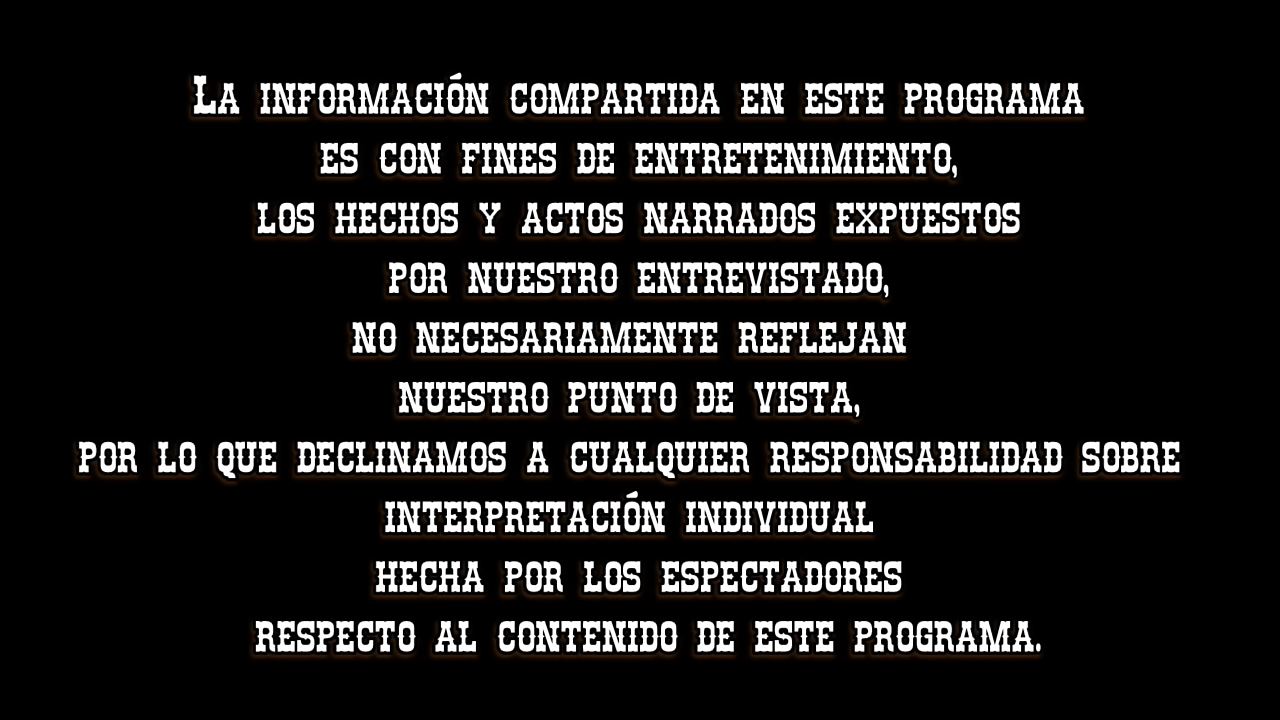 La información compartida en este programa
es con fines de entretenimiento,
los hechos y actos narrados expuestos
por nuestro entrevistado,
no necesariamente reflejan
nuestro punto de vista,
por lo que declinamos a cualquier responsabilidad sobre
interpretación individual
hecha por los espectadores
respecto al contenido de este programa.